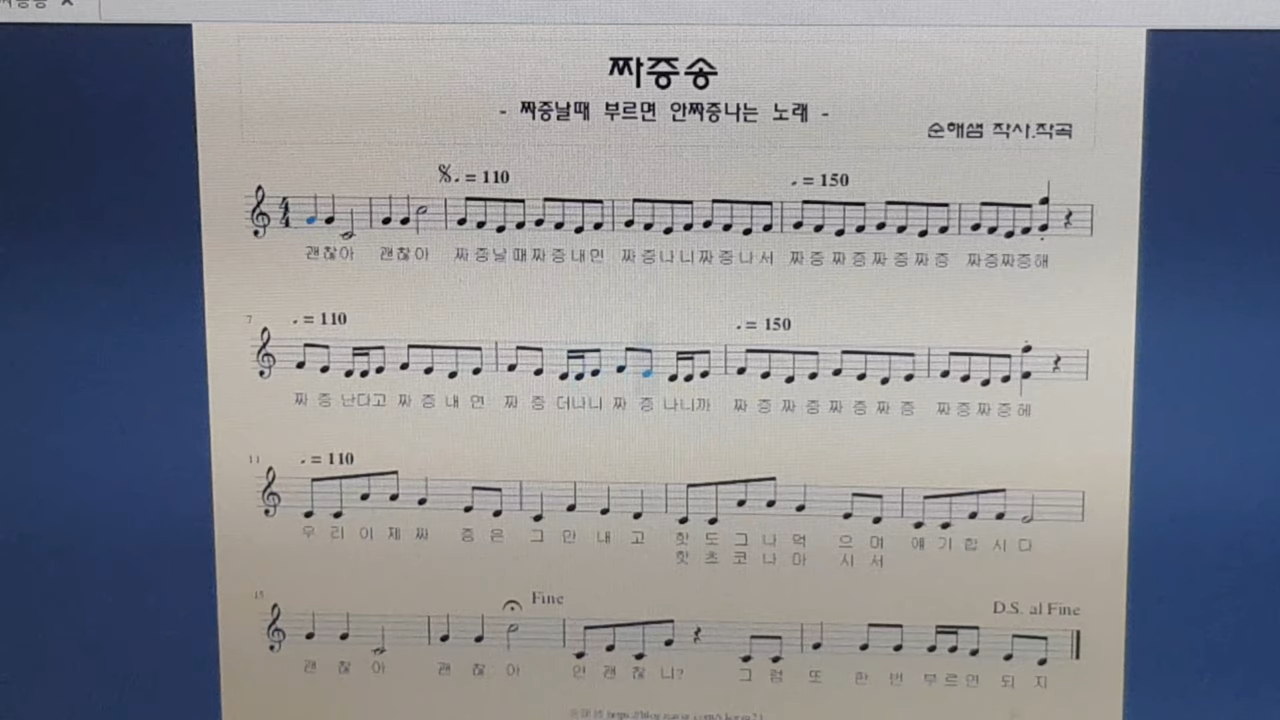 짜증송
- 짜증날때 부르면 안짜증나는 노래 -
순해샘 작사.작곡
= 110
= 150
괜찮아 괜찮아 짜증날때짜증내면 짜증나니짜증나서 짜증짜증짜증짜증 짜증짜증해
7
= 110
= 150
짜증난다고짜증내면 짜증더나니짜증나니까 짜증짜증짜증짜증 짜증짜증해
11
= 110
우리이제짜증은 그만내고 핫도그나먹으며 얘기합시다
핫초코나마시서
15
Fine
D.S. al Fine
괜찮아 괜찮아 안괜찮니? 그럼또한번부르면되지